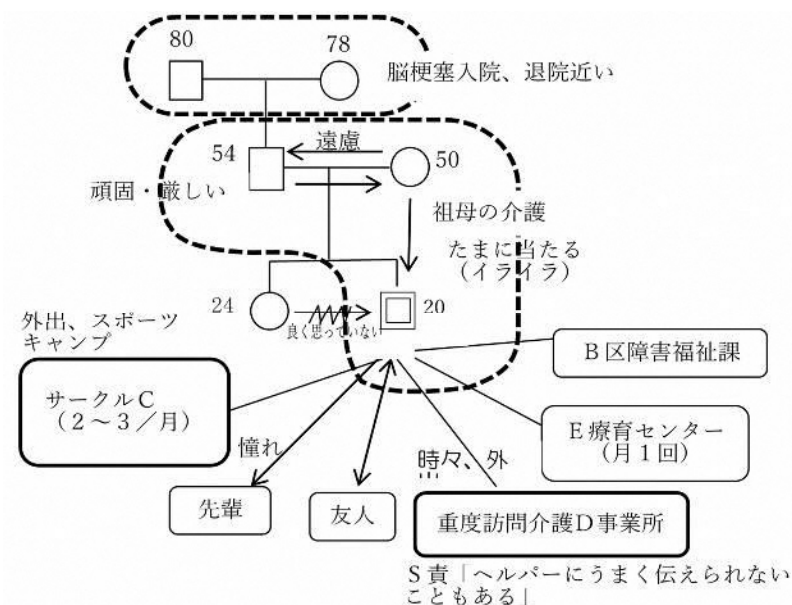 80
78
脳梗塞入院、退院近い
54
遠慮
50
頑固・厳しい
祖母の介護
たまに当たる
（イライラ）
24
20
良く思っていない
外出、スポーツ
キャンプ
サークルＣ
（２～３／月）
Ｂ区障害福祉課
Ｅ療育センター
（月１回）
憧れ
時々、外
先輩
友人
重度訪問介護Ｄ事業所
Ｓ責「ヘルパーにうまく伝えられない
こともある」